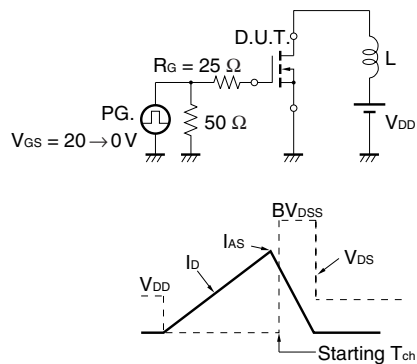 D.U.T.
RG = 25 Ω
L
PG.
50 Ω
VDD
VGS = 20 → 0 V
BVDSS
IAS
VDS
ID
VDD
Starting Tch